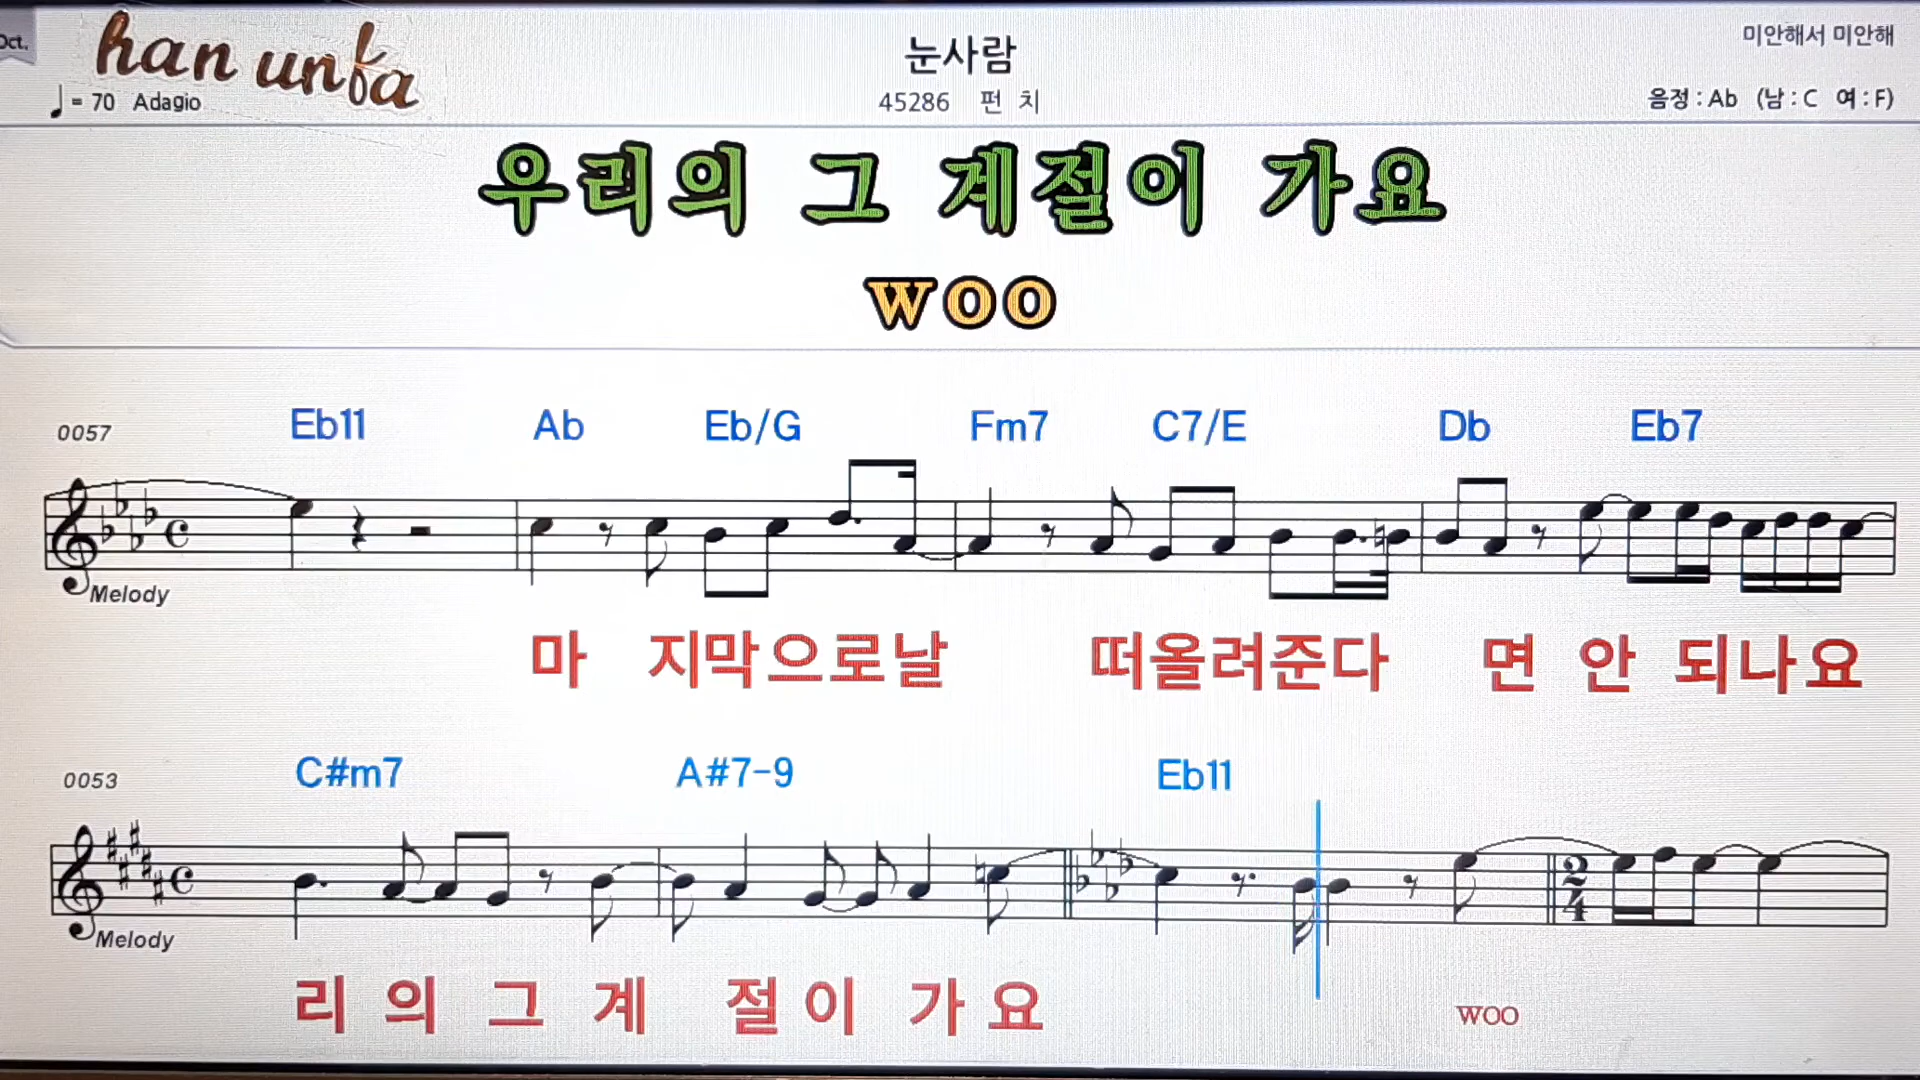 Oct.
han unfa
눈사람
미안해서 미안해
= 70 Adagio
45286 펀 치
음정 : Ab (남 : C 여 : F)
우리의 그 계절이 가요
woo
0057 Eb11 Ab Eb/G Fm7 C7/E Db Eb7
Melody
마 지막으로날 떠올려준다 면 안 되나요
0053 C#m7 A#7-9 Eb11
2
4
Melody
리 의 그 계 절이 가요
woo